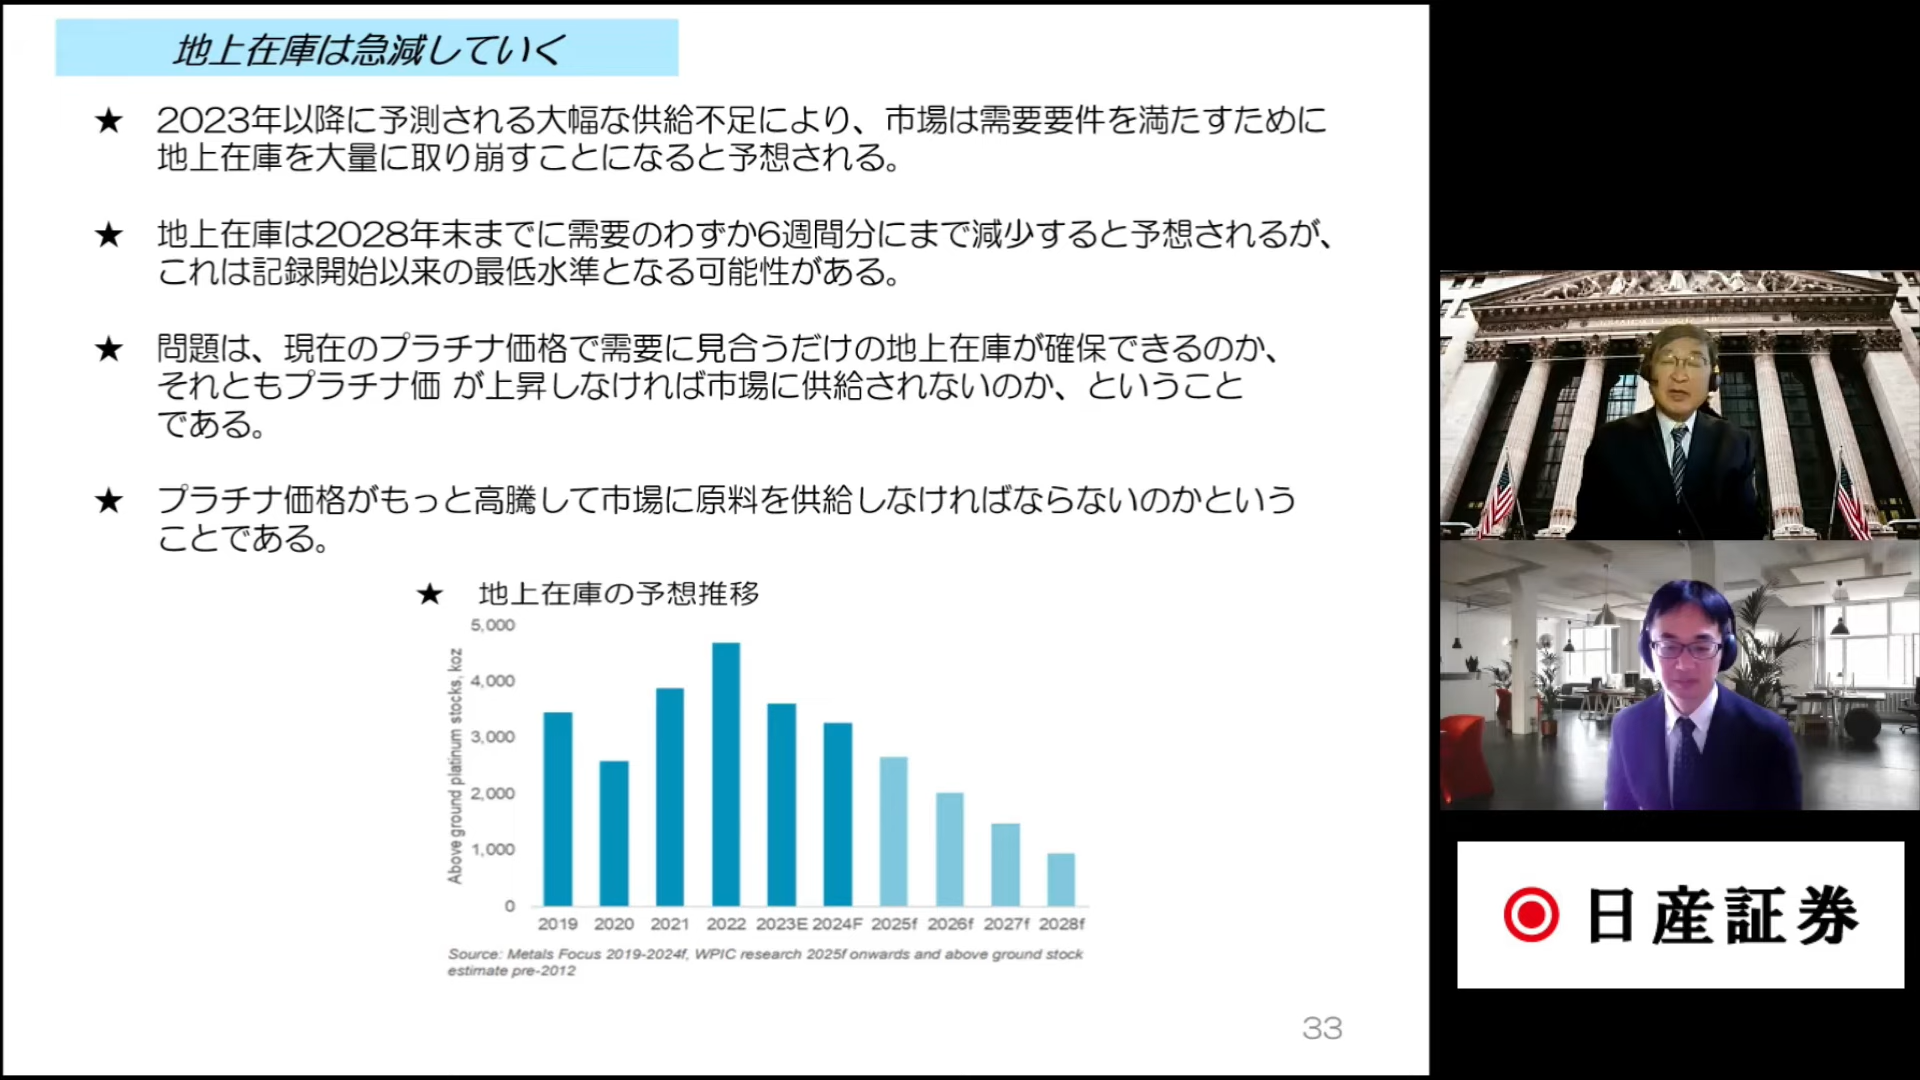 地上在庫は急減していく
★ 2023年以降に予測される大幅な供給不足により、市場は需要要件を満たすために
地上在庫を大量に取り崩すことになると予想される。
★ 地上在庫は2028年末までに需要のわずか6週間分にまで減少すると予想されるが、
これは記録開始以来の最低水準となる可能性がある。
★ 問題は、現在のプラチナ価格で需要に見合うだけの地上在庫が確保できるのか、
それともプラチナ価 が上昇しなければ市場に供給されないのか、ということ
である。
★ プラチナ価格がもっと高騰して市場に原料を供給しなければならないのかという
ことである。
★ 地上在庫の予想推移
Above ground platinum stocks, koz
5,000
4,000
3,000
2,000
1,000
0
2019 2020 2021 2022 2023E 2024F 2025f 2026f 2027f 2028f
Source: Metals Focus 2019-2024f, WPIC research 2025f onwards and above ground stock
estimate pre-2012
33
日産証券